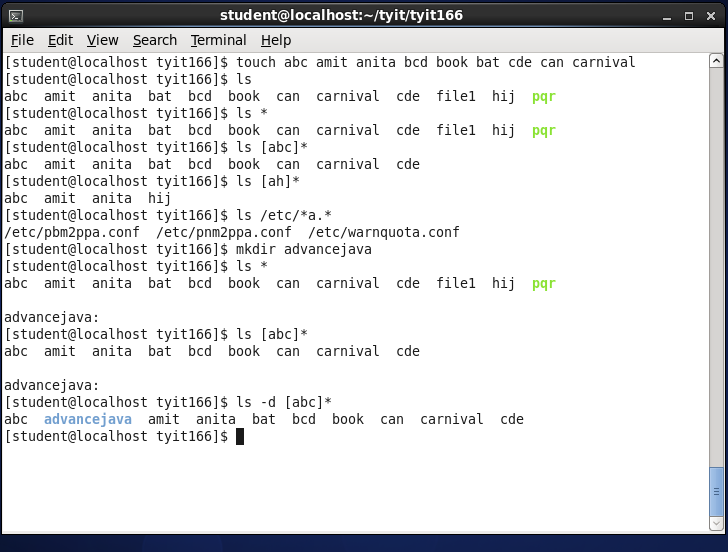 student@localhost:~/tyit/tyit166
File Edit View Search Terminal Help
[student@localhost tyit166]$ touch abc amit anita bcd book bat cde can carnival
[student@localhost tyit166]$ ls
abc  amit  anita  bat  bcd  book  can  carnival  cde  file1  hij  pqr
[student@localhost tyit166]$ ls *
abc  amit  anita  bat  bcd  book  can  carnival  cde  file1  hij  pqr
[student@localhost tyit166]$ ls [abc]*
abc  amit  anita  bat  bcd  book  can  carnival  cde
[student@localhost tyit166]$ ls [ah]*
abc  amit  anita  hij
[student@localhost tyit166]$ ls /etc/*a.*
/etc/pbm2ppa.conf  /etc/pnm2ppa.conf  /etc/warnquota.conf
[student@localhost tyit166]$ mkdir advancejava
[student@localhost tyit166]$ ls *
abc  amit  anita  bat  bcd  book  can  carnival  cde  file1  hij  pqr
advancejava:
[student@localhost tyit166]$ ls [abc]*
abc  amit  anita  bat  bcd  book  can  carnival  cde
advancejava:
[student@localhost tyit166]$ ls -d [abc]*
abc  advancejava  amit  anita  bat  bcd  book  can  carnival  cde
[student@localhost tyit166]$